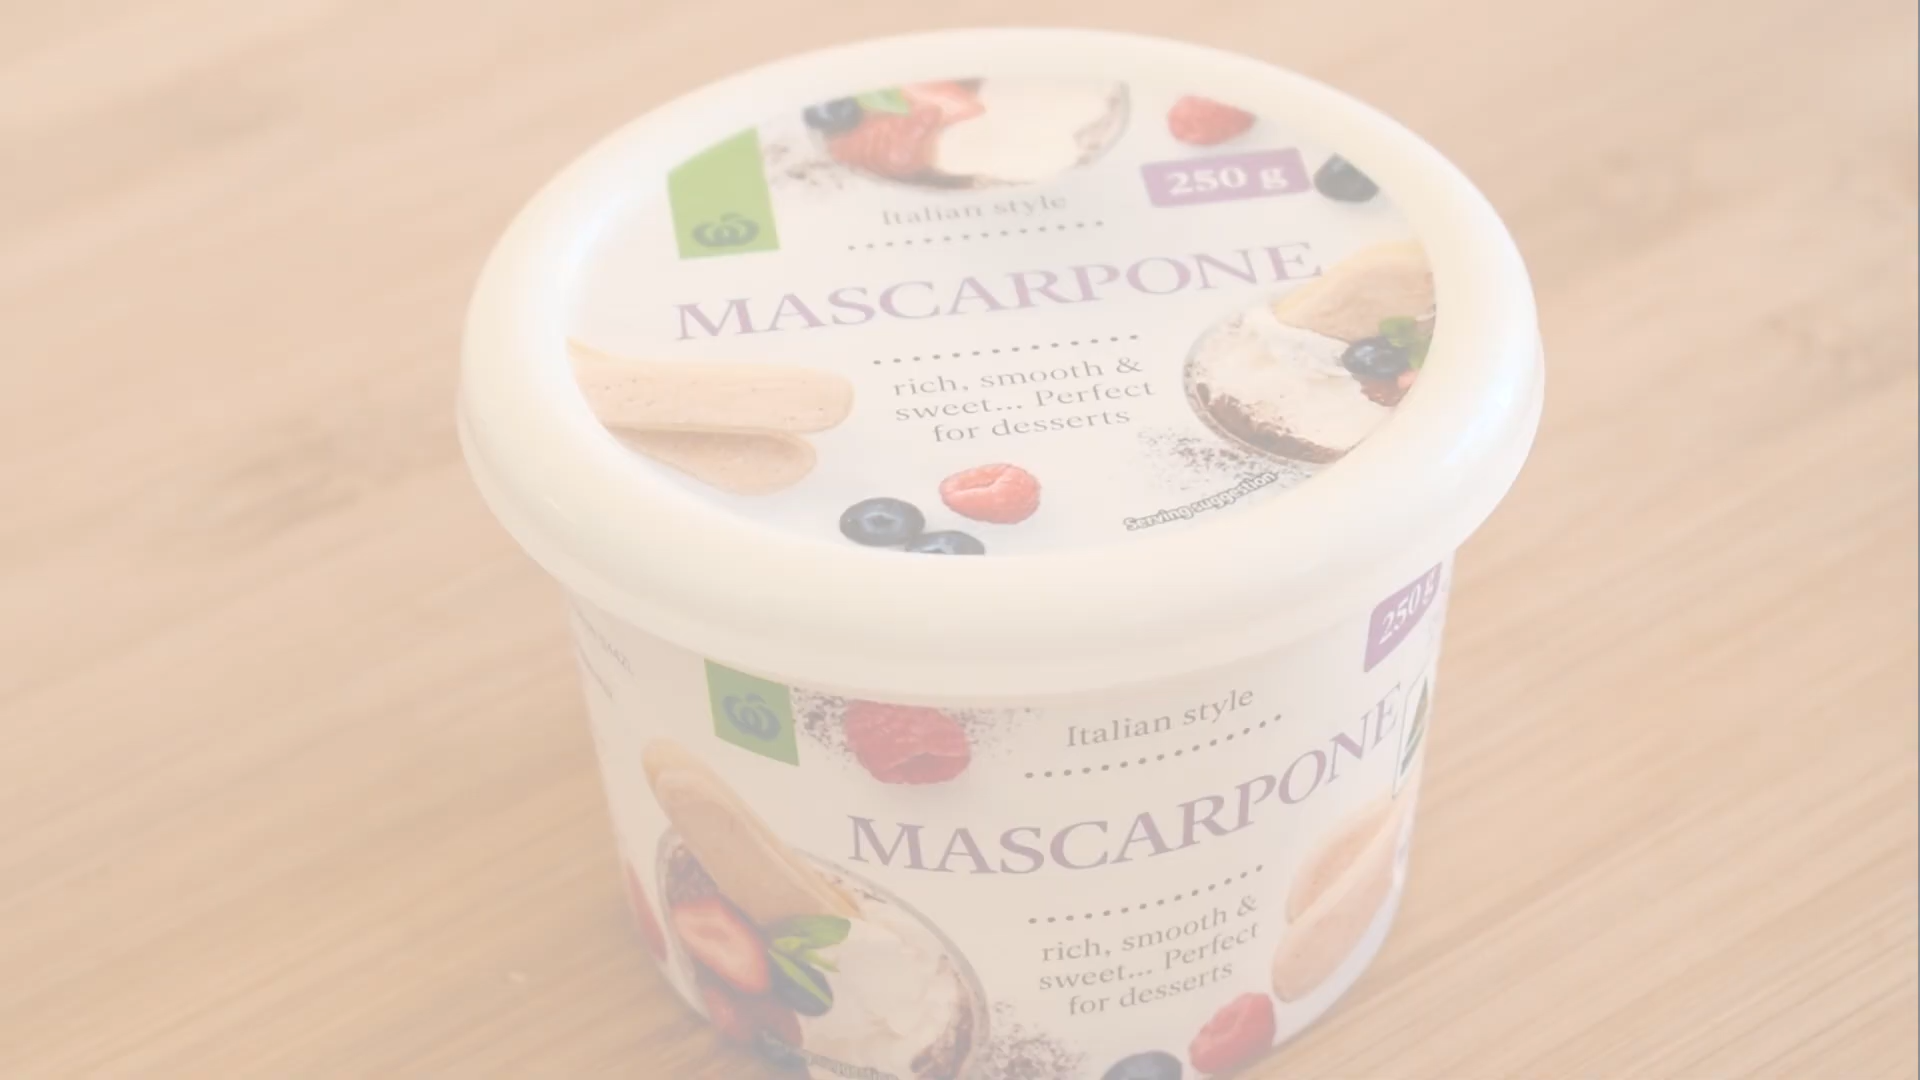 250 g
Italian style
MASCARPONE
rich, smooth &
sweet... Perfect
for desserts
Serving suggestion
250 g
Italian style
MASCARPONE
rich, smooth &
sweet... Perfect
for desserts